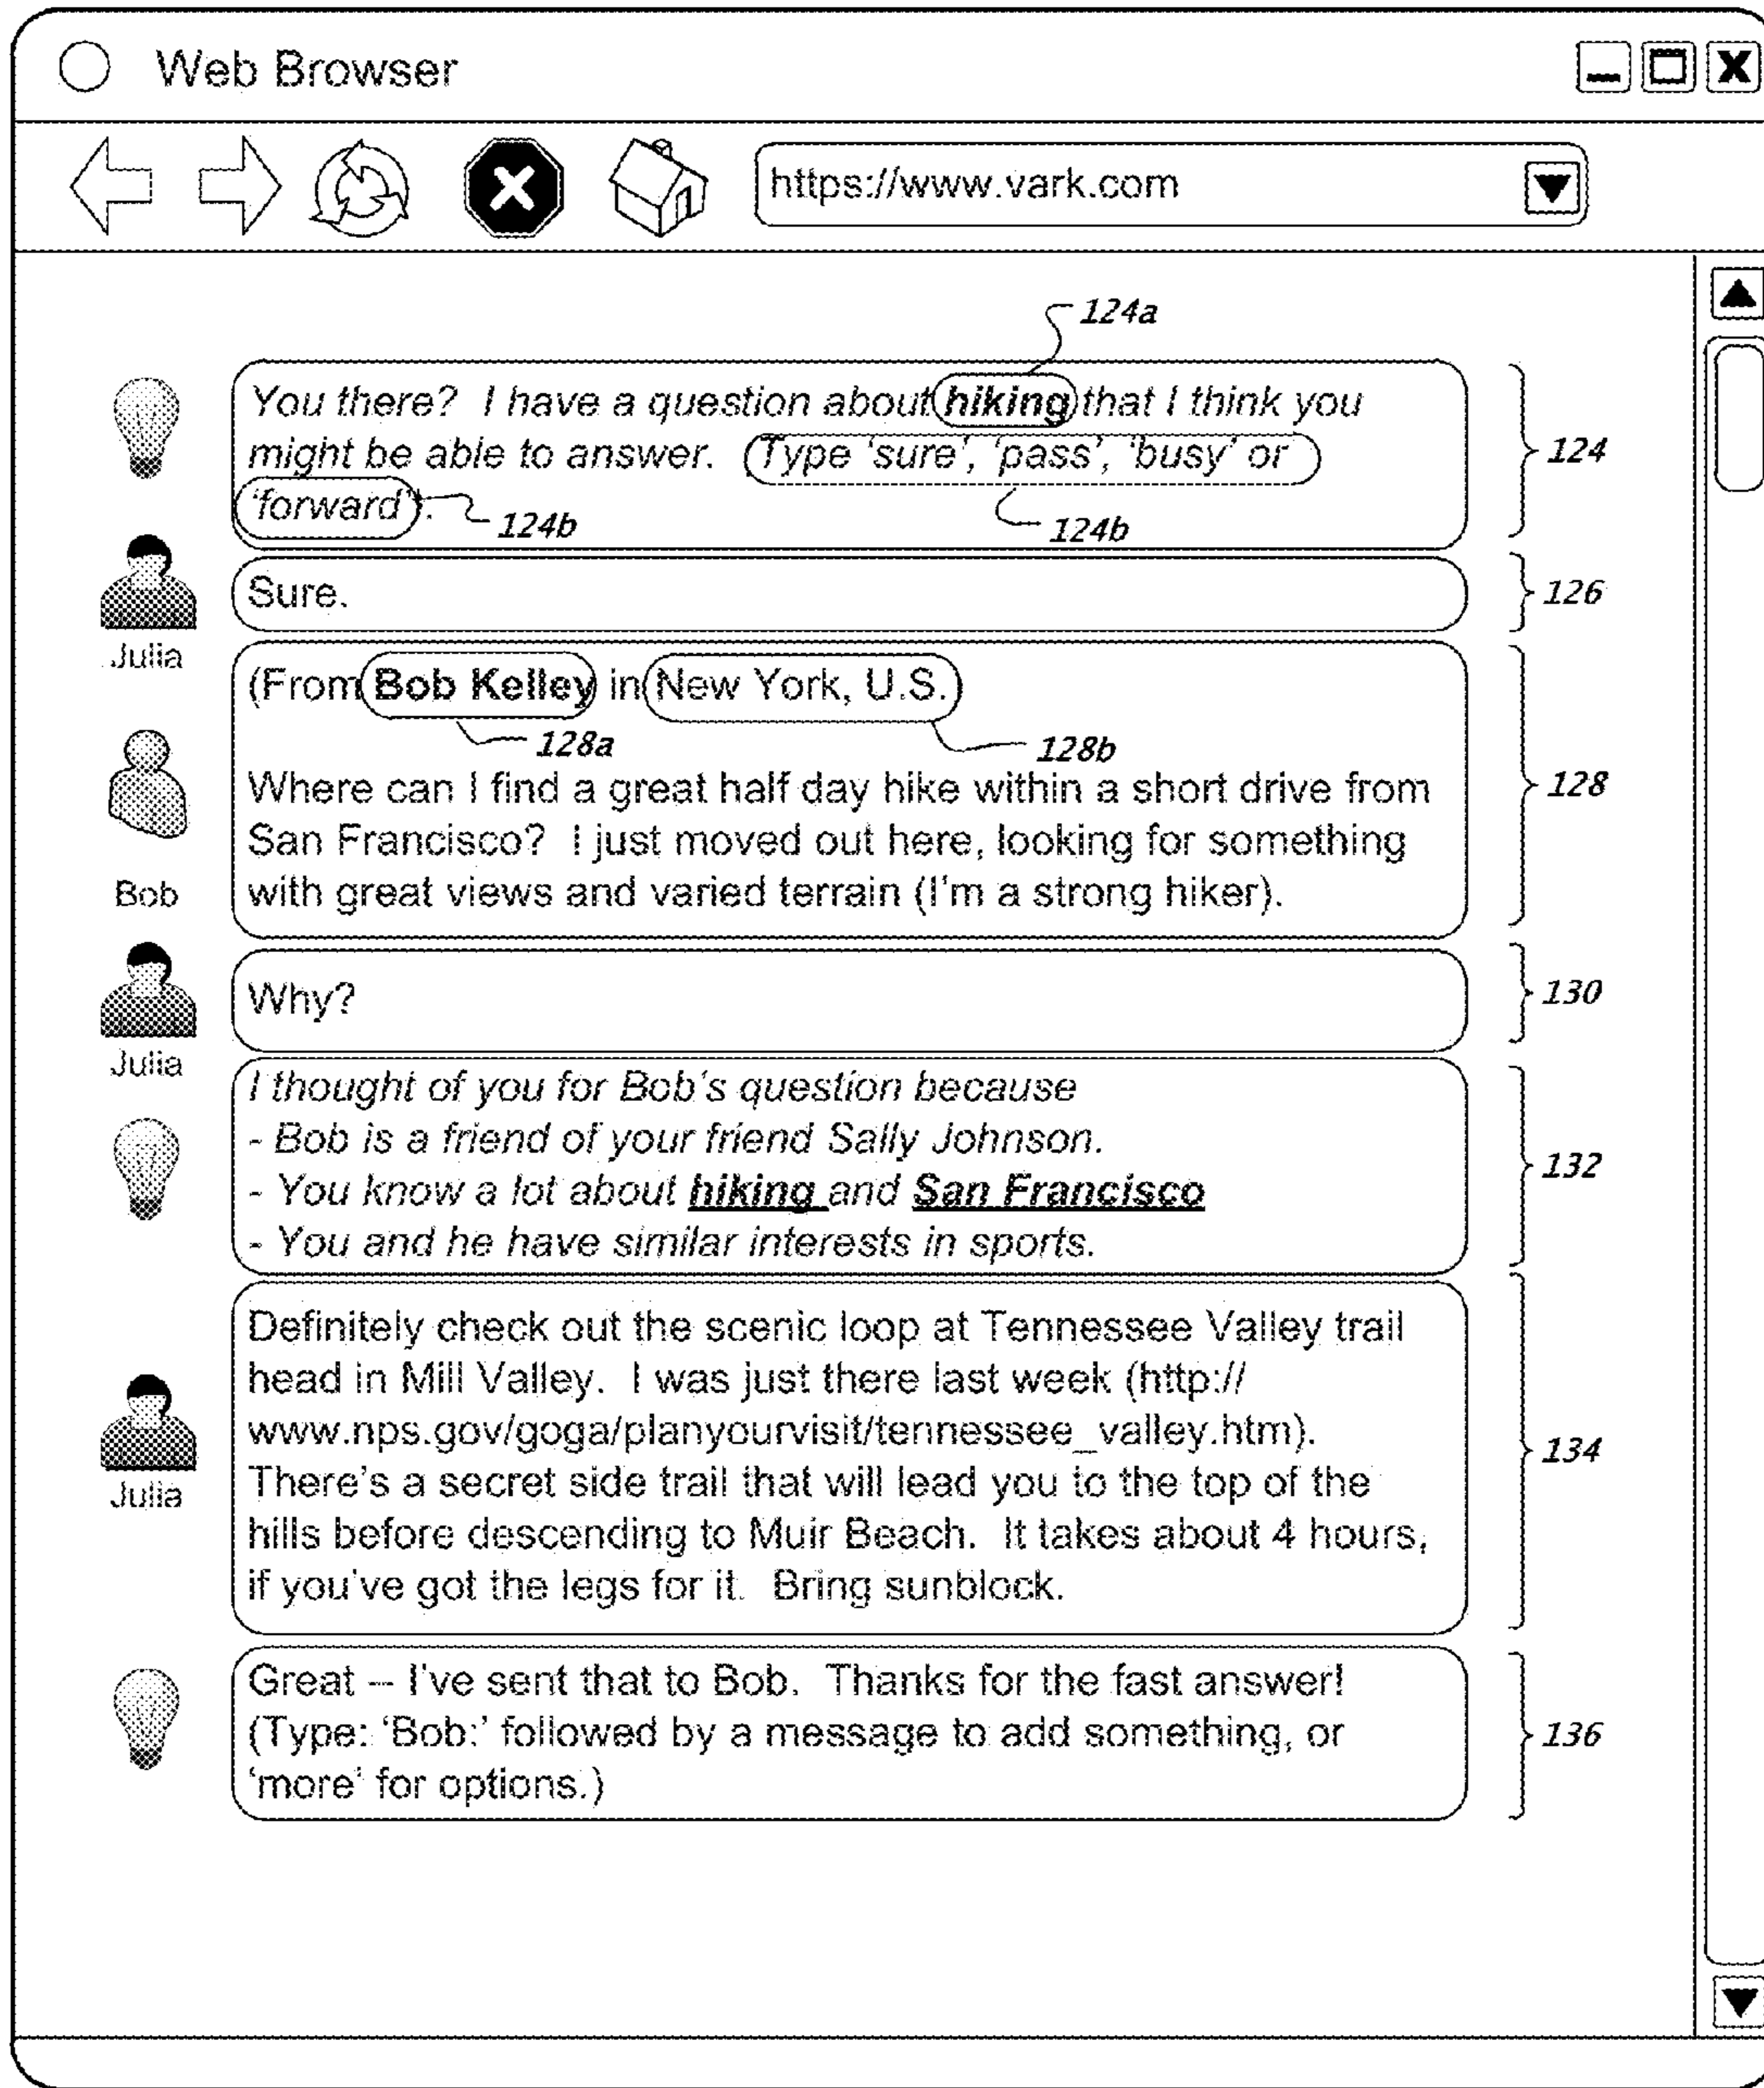 Web Browser
https://www.vark.com
124a
You there? I have a question about hiking that I think you
might be able to answer. (Type 'sure', 'pass', 'busy' or
'forward').
124b
124b
124
Julia
Sure.
126
(From Bob Kelley in New York, U.S.)
128a
128b
Where can I find a great half day hike within a short drive from
San Francisco? I just moved out here, looking for something
with great views and varied terrain (I'm a strong hiker).
Bob
128
Why?
Julia
130
I thought of you for Bob's question because
- Bob is a friend of your friend Sally Johnson.
- You know a lot about hiking and San Francisco
- You and he have similar interests in sports.
132
Definitely check out the scenic loop at Tennessee Valley trail
head in Mill Valley. I was just there last week (http://
www.nps.gov/goga/planyourvisit/tennessee_valley.htm).
There's a secret side trail that will lead you to the top of the
hills before descending to Muir Beach. It takes about 4 hours,
if you've got the legs for it. Bring sunblock.
Julia
134
Great -- I've sent that to Bob. Thanks for the fast answer!
(Type: 'Bob:' followed by a message to add something, or
'more' for options.)
136